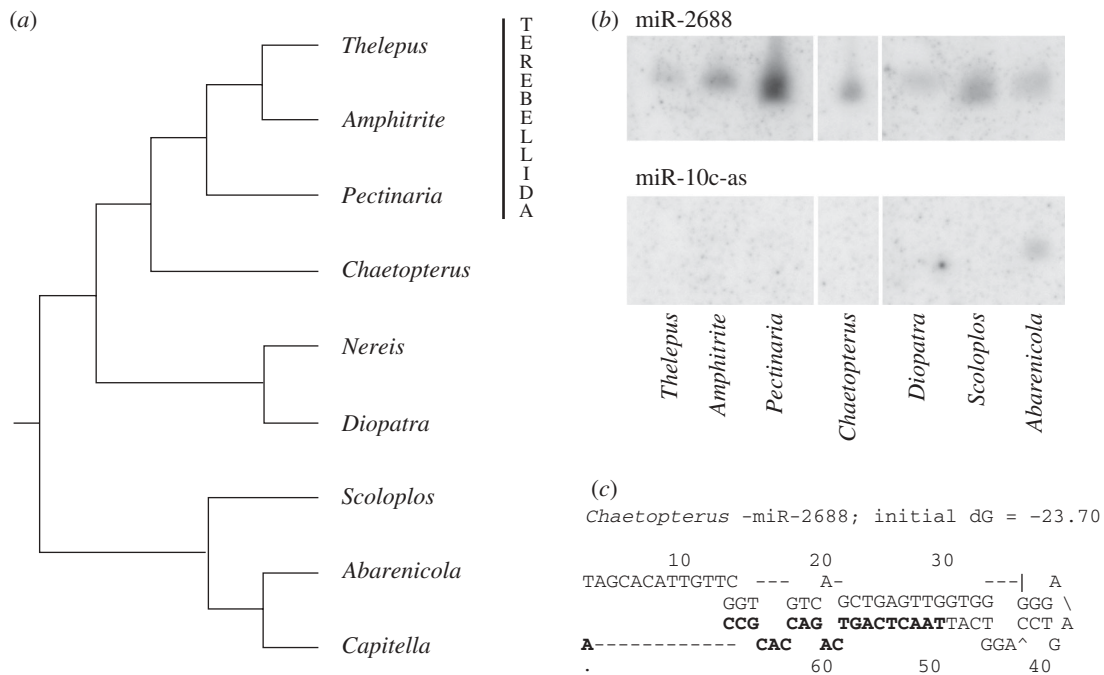 (a)
Thelepus
Amphitrite
Pectinaria
Chaetopterus
Nereis
Diopatra
Scoloplos
Abarenicola
Capitella
TEREBELLIDA
(b) miR-2688
miR-10c-as
Thelepus
Amphitrite
Pectinaria
Chaetopterus
Diopatra
Scoloplos
Abarenicola
(c)
Chaetopterus -miR-2688; initial dG = -23.70
10 20 30
TAGCACATTGTTC --- A- ---| A
GGT GTC GCTGAGTTGGTGG GGG \
CCG CAG TGACTCAATTACT CCT A
A------------ CAC AC GGA^ G
. 60 50 40